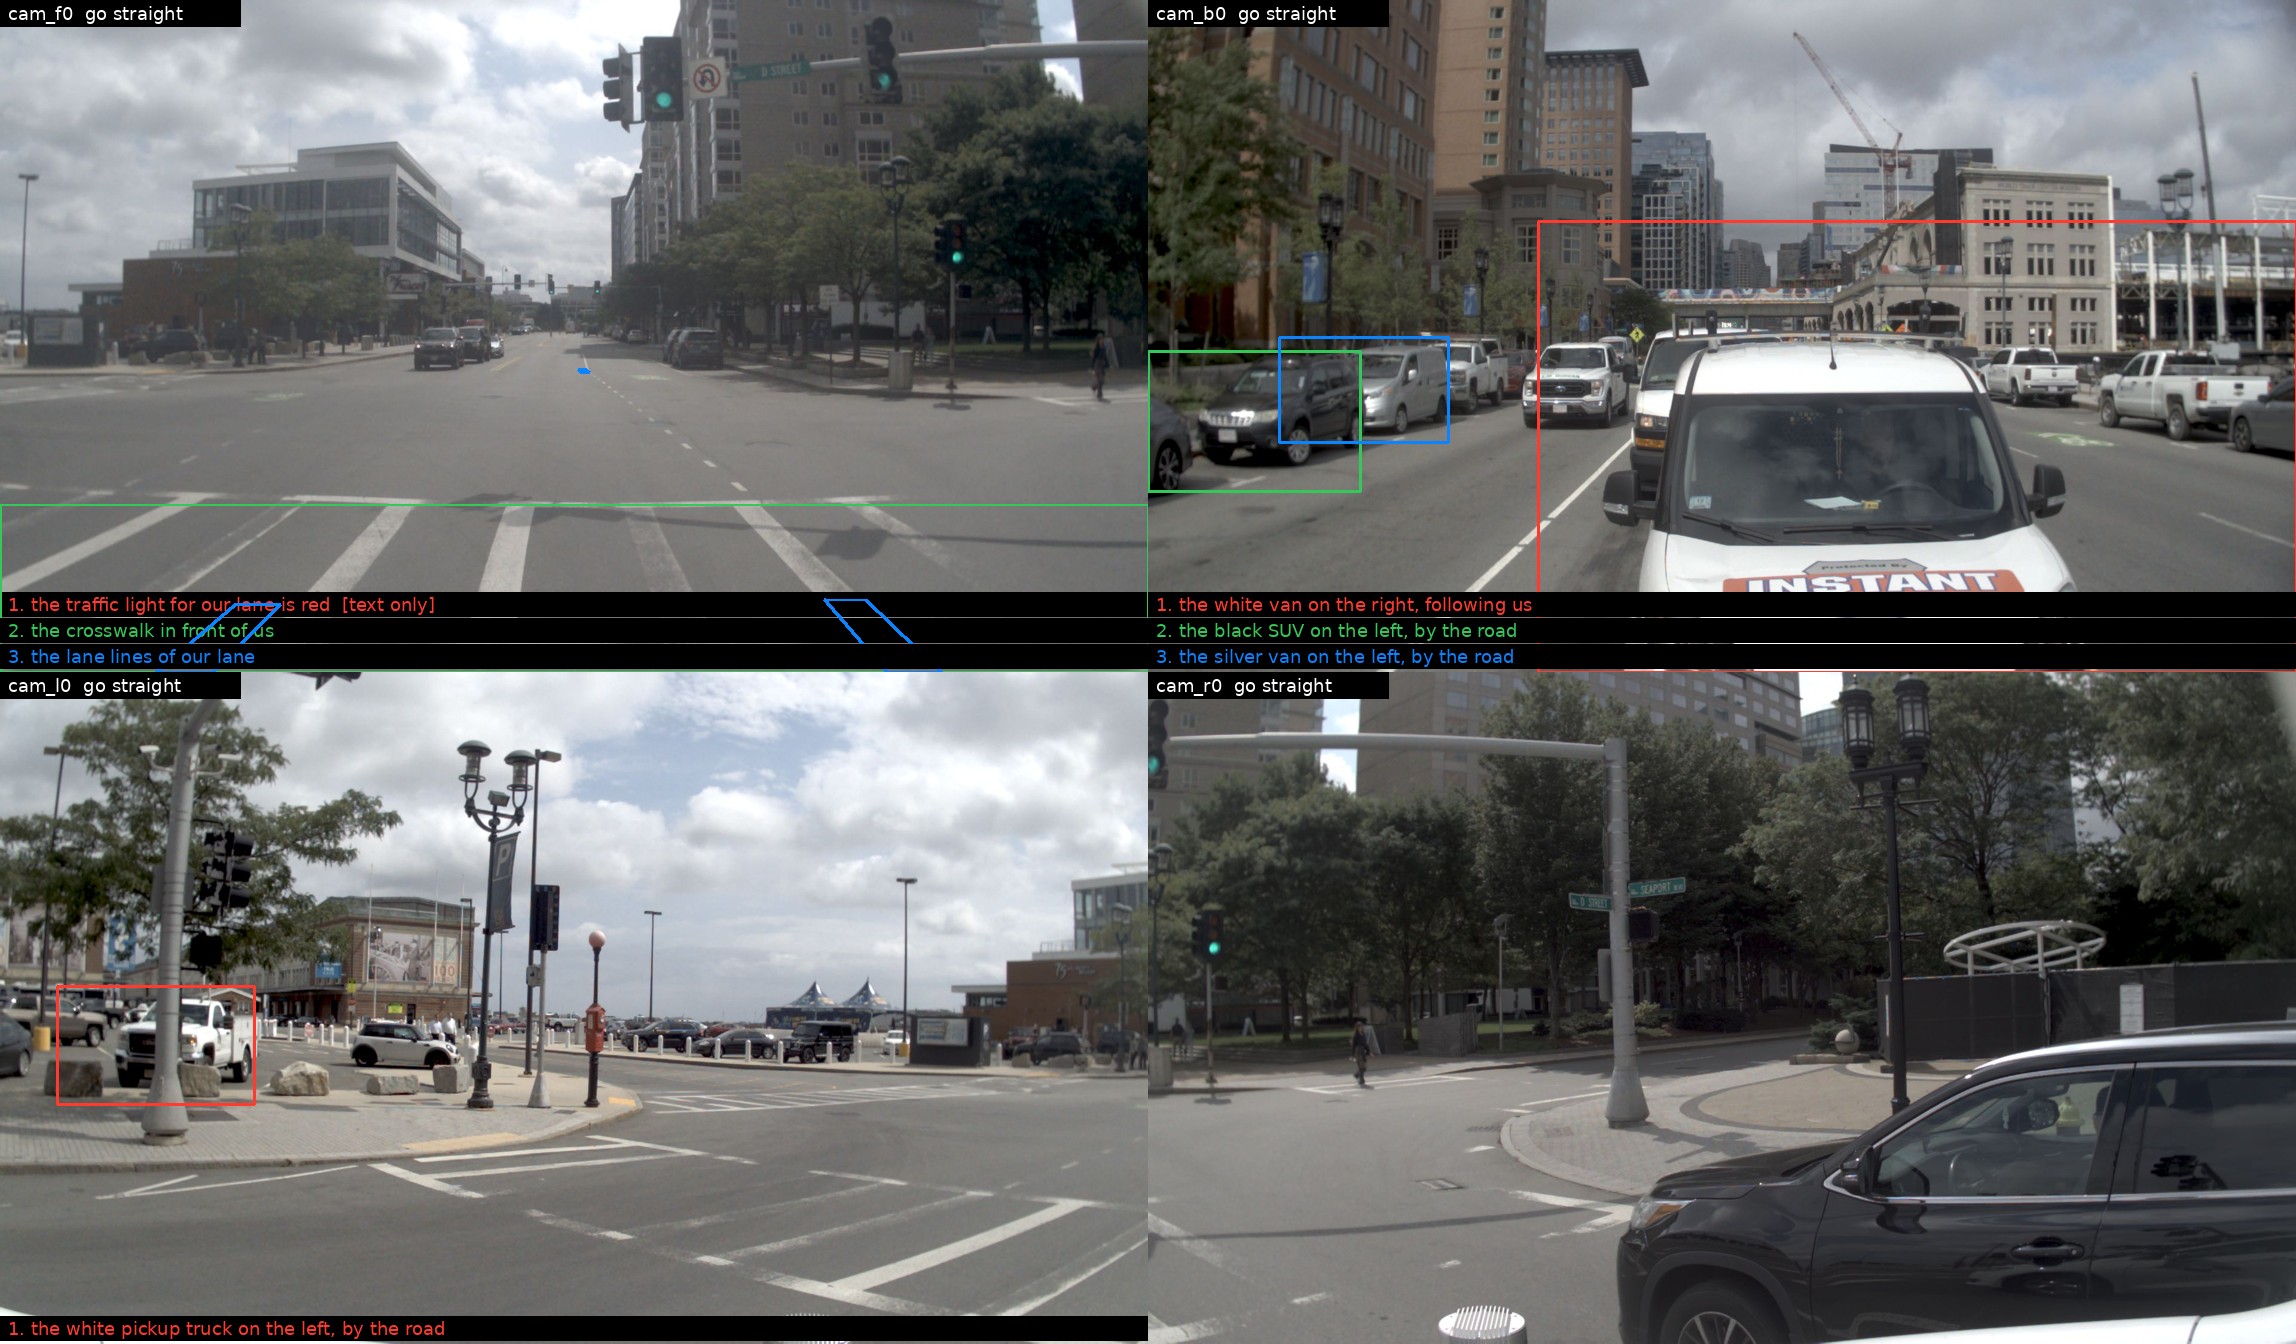 cam_f0 go straight
D STREET
1. the traffic light for our lane is red [text only]
2. the crosswalk in front of us
3. the lane lines of our lane
cam_b0 go straight
Protected By
INSTANT
1. the white van on the right, following us
2. the black SUV on the left, by the road
3. the silver van on the left, by the road
cam_l0 go straight
P
100
75
1. the white pickup truck on the left, by the road
cam_r0 go straight
SEAPORT
D STREET